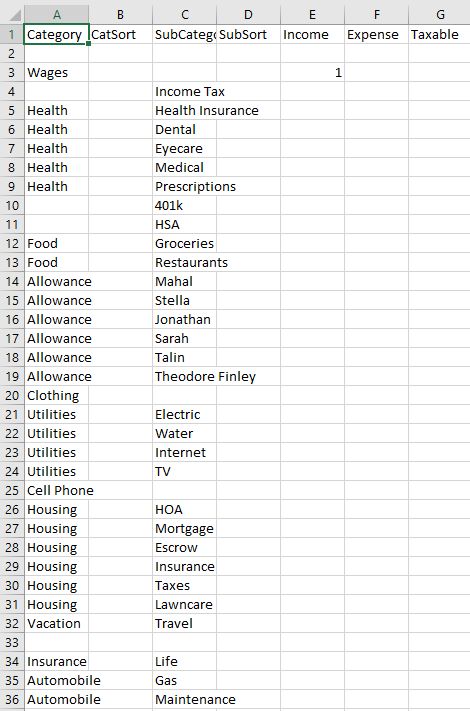 A B C D E F G
1 Category CatSort SubCatego SubSort Income Expense Taxable
2
3 Wages 1
4 Income Tax
5 Health Health Insurance
6 Health Dental
7 Health Eyecare
8 Health Medical
9 Health Prescriptions
10 401k
11 HSA
12 Food Groceries
13 Food Restaurants
14 Allowance Mahal
15 Allowance Stella
16 Allowance Jonathan
17 Allowance Sarah
18 Allowance Talin
19 Allowance Theodore Finley
20 Clothing
21 Utilities Electric
22 Utilities Water
23 Utilities Internet
24 Utilities TV
25 Cell Phone
26 Housing HOA
27 Housing Mortgage
28 Housing Escrow
29 Housing Insurance
30 Housing Taxes
31 Housing Lawncare
32 Vacation Travel
33
34 Insurance Life
35 Automobile Gas
36 Automobile Maintenance